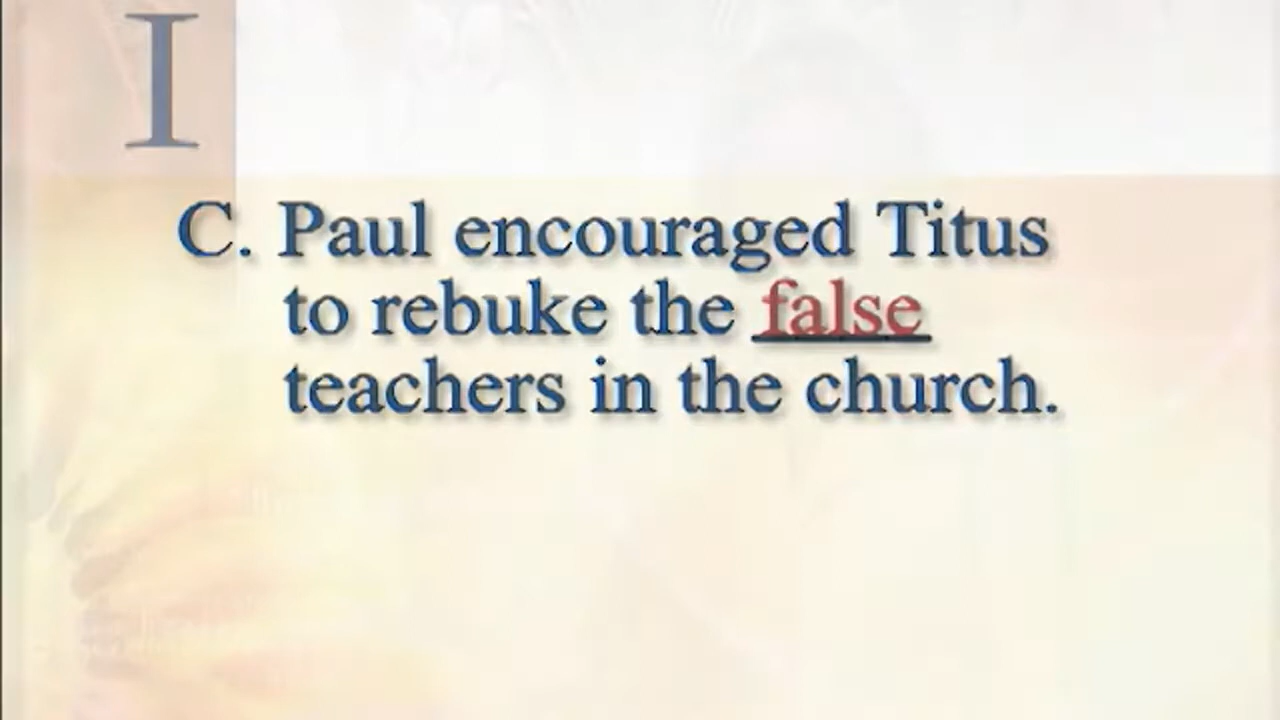 I
C. Paul encouraged Titus
to rebuke the false
teachers in the church.